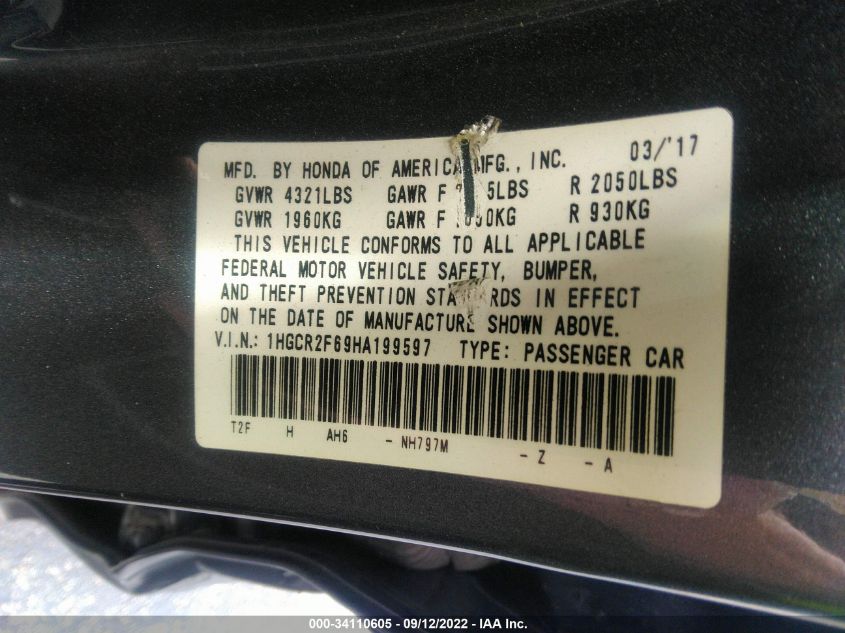 MFD. BY HONDA OF AMERICA MFG., INC. 03/'17
GVWR 4321LBS GAWR F R 2050LBS
GVWR 1960KG GAWR F R 930KG
THIS VEHICLE CONFORMS TO ALL APPLICABLE
FEDERAL MOTOR VEHICLE SAFETY, BUMPER,
AND THEFT PREVENTION STANDARDS IN EFFECT
ON THE DATE OF MANUFACTURE SHOWN ABOVE.
V.I.N.: 1HGCR2F69HA199597 TYPE: PASSENGER CAR
T2F H AH6 - NH797M - Z - A
000-34110605 - 09/12/2022 - IAA Inc.